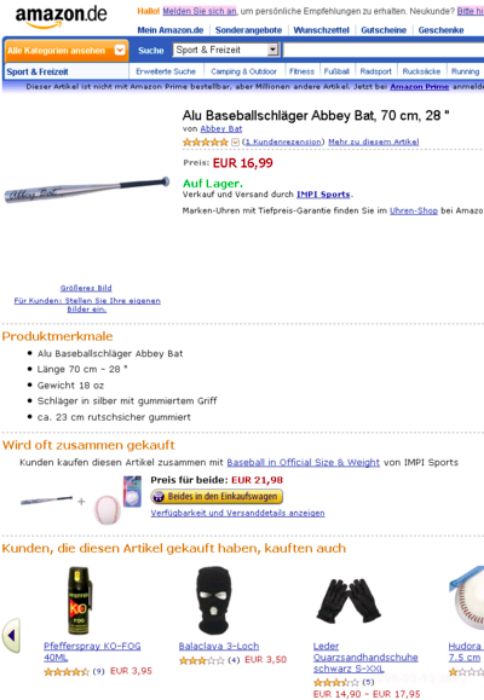 amazon.de
Hallo! Melden Sie sich an, um persönliche Empfehlungen zu erhalten. Neukunde? Bitte hi
Mein Amazon.de Sonderangebote Wunschzettel Gutscheine Geschenke
Alle Kategorien ansehen Suche Sport & Freizeit
Sport & Freizeit Erweiterte Suche Camping & Outdoor Fitness Fußball Radsport Rucksäcke Running
Dieser Artikel ist nicht mit Amazon Prime bestellbar, aber Millionen andere Artikel. Jetzt bei Amazon Prime anmelde
Alu Baseballschläger Abbey Bat, 70 cm, 28 "
von Abbey Bat
(1 Kundenrezension) Mehr zu diesem Artikel
Preis: EUR 16,99
Auf Lager.
Verkauf und Versand durch IMPI Sports.
Marken-Uhren mit Tiefpreis-Garantie finden Sie im Uhren-Shop bei Amazo
Abbey Bat
Größeres Bild
Für Kunden: Stellen Sie Ihre eigenen
Bilder ein.
Produktmerkmale
Alu Baseballschläger Abbey Bat
Länge 70 cm - 28 "
Gewicht 18 oz
Schläger in silber mit gummiertem Griff
ca. 23 cm rutschsicher gummiert
Wird oft zusammen gekauft
Kunden kaufen diesen Artikel zusammen mit Baseball in Official Size & Weight von IMPI Sports
Preis für beide: EUR 21,98
+
Beides in den Einkaufswagen
Verfügbarkeit und Versanddetails anzeigen
Kunden, die diesen Artikel gekauft haben, kauften auch
KO
FOG
Pfefferspray KO-FOG
40ML
(9) EUR 3,95
Balaclava 3-Loch
(4) EUR 3,50
Leder
Quarzsandhandschuhe
schwarz S-XXL
(5)
EUR 14,90 - EUR 17,95
Hudora
7.5 cm
(